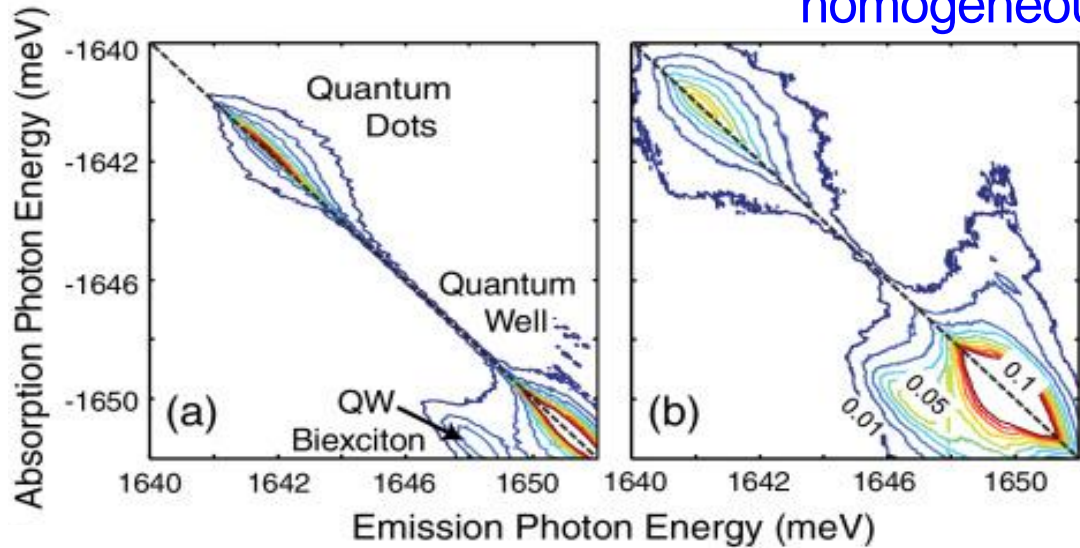 homogeneou
Absorption Photon Energy (meV)
-1640
-1642
-1646
-1650
Quantum
Dots
Quantum
Well
QW
Biexciton
(a)
(b)
0.1
0.05
0.01
1640
1642
1646
1650
1640
1642
1646
1650
Emission Photon Energy (meV)